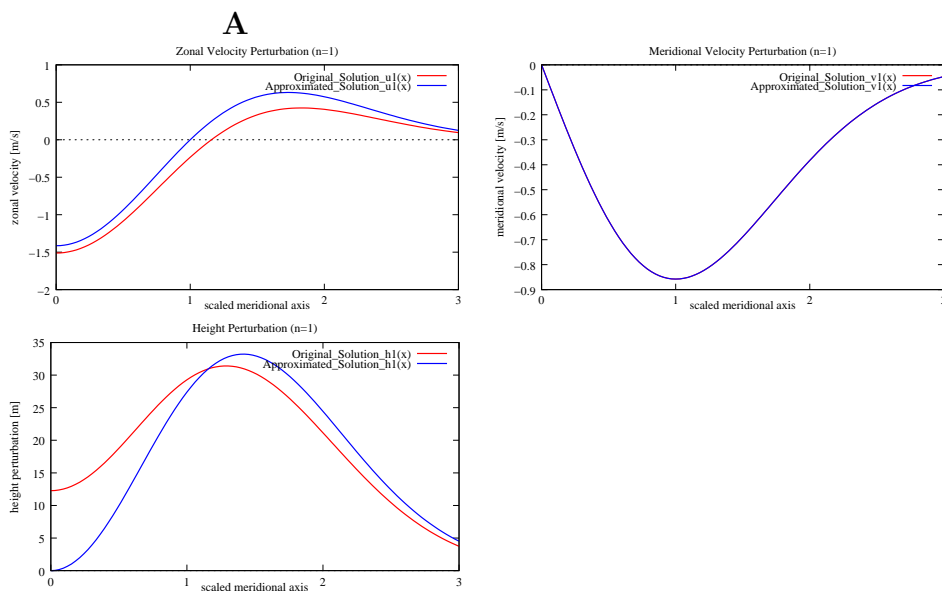 A
Zonal Velocity Perturbation (n=1)
1
0.5
0
−0.5
−1
−1.5
−2
0
1
2
3
zonal velocity [m/s]
scaled meridional axis
Original_Solution_u1(x)
Approximated_Solution_u1(x)
Meridional Velocity Perturbation (n=1)
0
−0.1
−0.2
−0.3
−0.4
−0.5
−0.6
−0.7
−0.8
−0.9
0
1
2
3
meridional velocity [m/s]
scaled meridional axis
Original_Solution_v1(x)
Approximated_Solution_v1(x)
Height Perturbation (n=1)
35
30
25
20
15
10
5
0
0
1
2
3
height perturbation [m]
scaled meridional axis
Original_Solution_h1(x)
Approximated_Solution_h1(x)